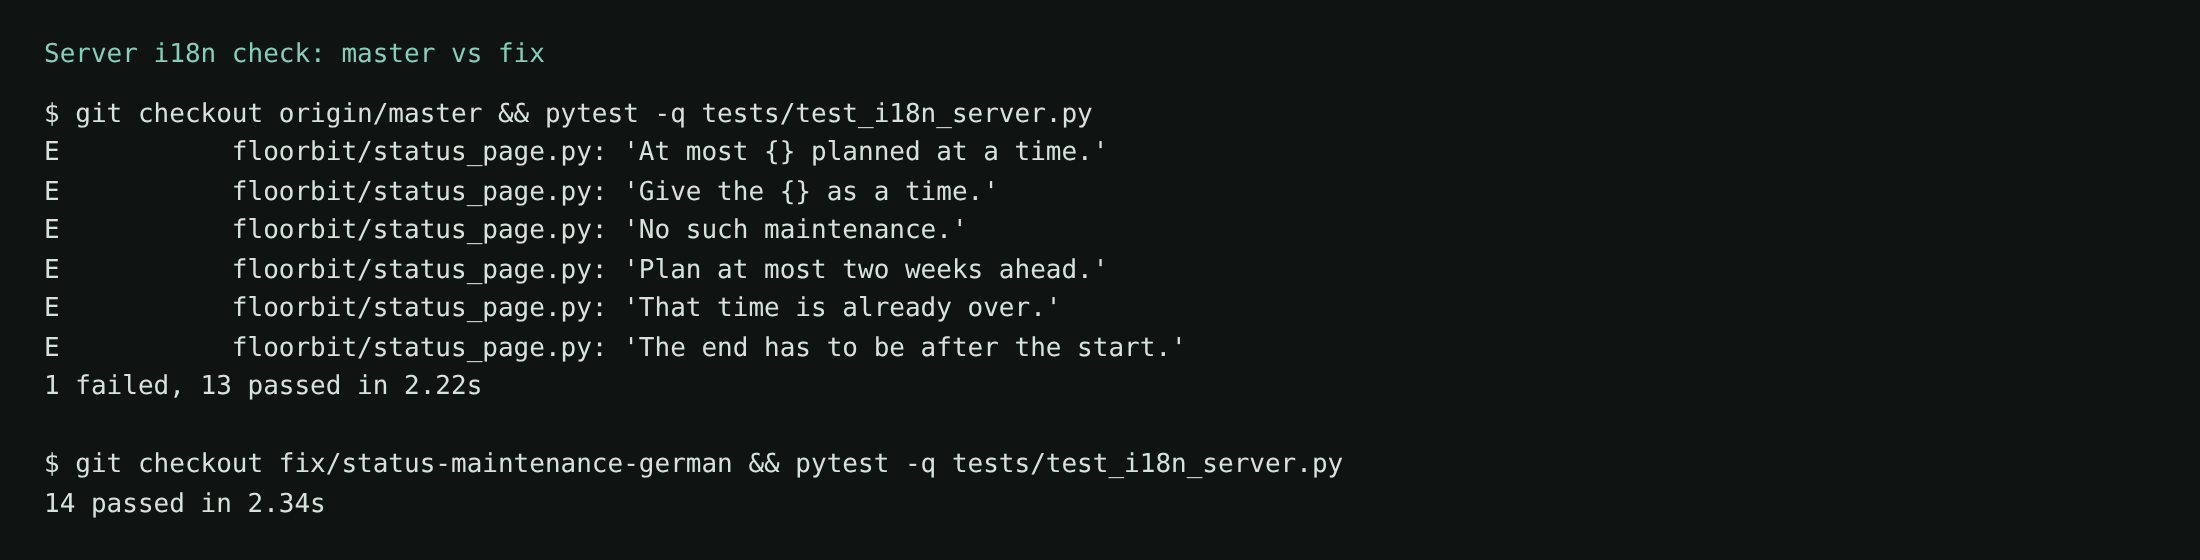 Server i18n check: master vs fix
$ git checkout origin/master && pytest -q tests/test_i18n_server.py
E           floorbit/status_page.py: 'At most {} planned at a time.'
E           floorbit/status_page.py: 'Give the {} as a time.'
E           floorbit/status_page.py: 'No such maintenance.'
E           floorbit/status_page.py: 'Plan at most two weeks ahead.'
E           floorbit/status_page.py: 'That time is already over.'
E           floorbit/status_page.py: 'The end has to be after the start.'
1 failed, 13 passed in 2.22s
$ git checkout fix/status-maintenance-german && pytest -q tests/test_i18n_server.py
14 passed in 2.34s